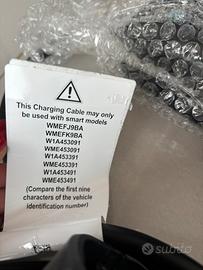 This Charging Cable may only
be used with smart models
WMEFJ9BA
WMEFK9BA
W1A453091
WME453091
W1A453391
WME453391
W1A453491
WME453491
(Compare the first nine
characters of the vehicle
identification number)
subito